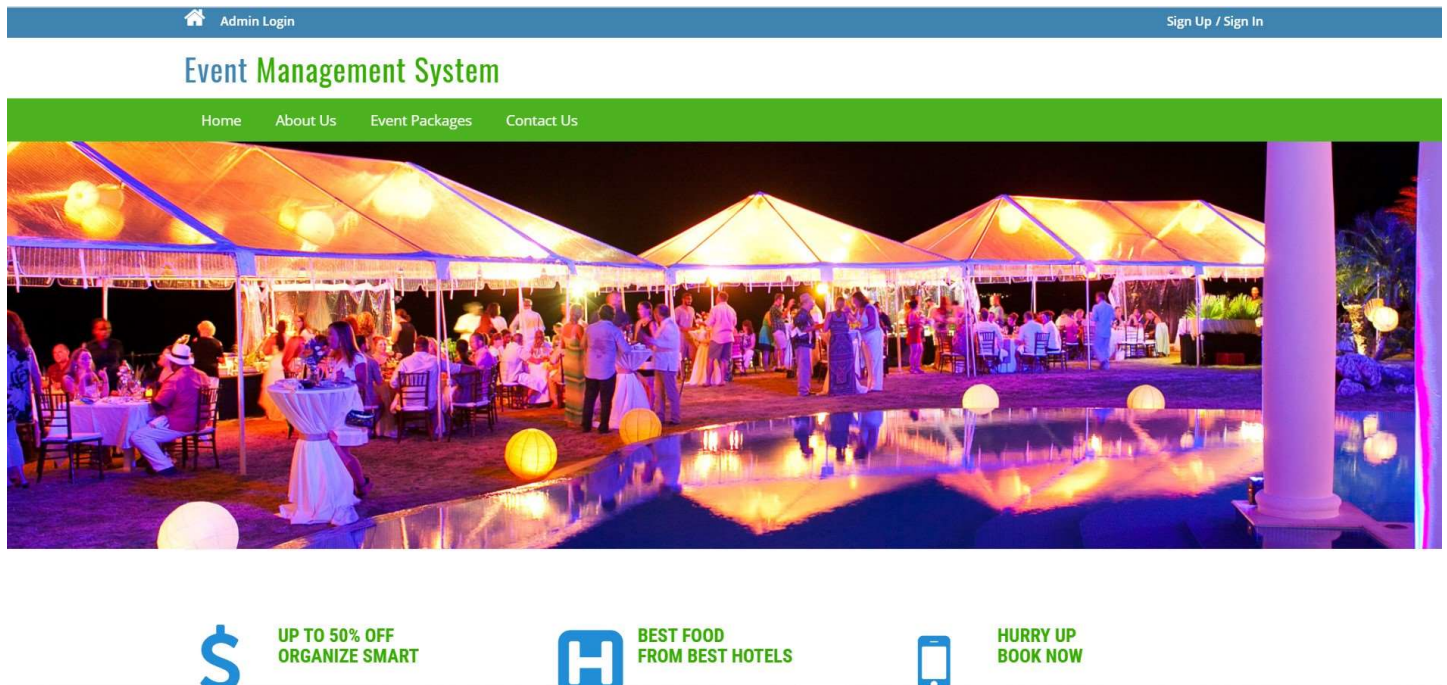 Admin Login
Sign Up / Sign In
Event Management System
Home About Us Event Packages Contact Us
UP TO 50% OFF
ORGANIZE SMART
BEST FOOD
FROM BEST HOTELS
HURRY UP
BOOK NOW